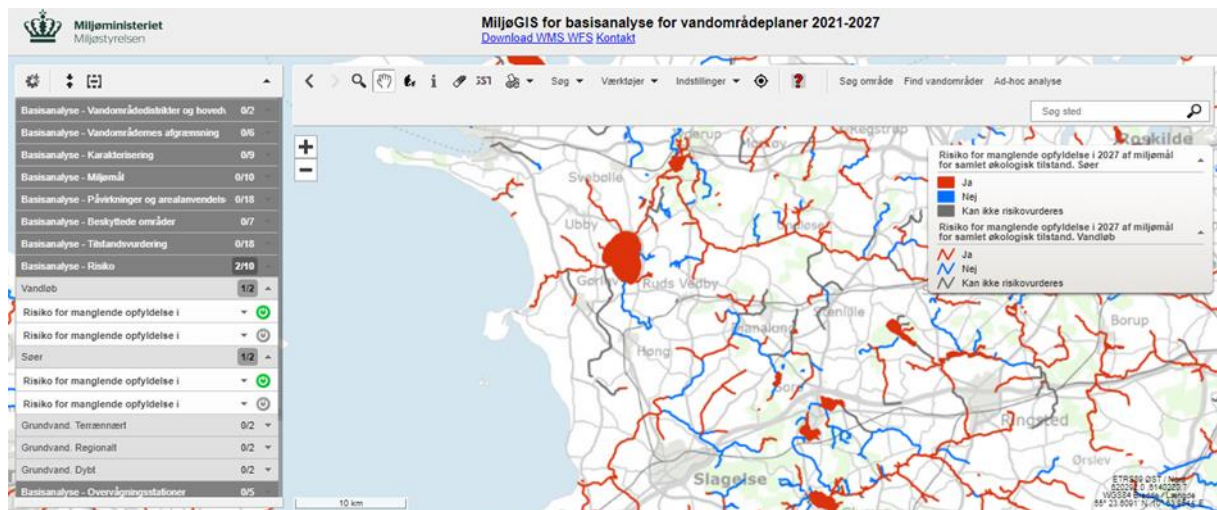 Miljøministeriet
Miljøstyrelsen
MiljøGIS for basisanalyse for vandområdeplaner 2021-2027
Download WMS WFS Kontakt
Søg
Værktøjer
Indstillinger
Søg område
Find vandområder
Ad-hoc analyse
Søg sted
Basisanalyse - Vandområdedistrikter og hovedv 0/2
Basisanalyse - Vandområdernes afgrænsning 0/6
Basisanalyse - Karakterisering 0/9
Basisanalyse - Miljømål 0/10
Basisanalyse - Påvirkninger og arealanvendels 0/18
Basisanalyse - Beskyttede områder 0/7
Basisanalyse - Tilstandsvurdering 0/18
Basisanalyse - Risiko 2/10
Vandløb 1/2
Risiko for manglende opfyldelse i
Risiko for manglende opfyldelse i
Søer 1/2
Risiko for manglende opfyldelse i
Risiko for manglende opfyldelse i
Grundvand. Terrænnært 0/2
Grundvand. Regionalt 0/2
Grundvand. Dybt 0/2
Basisanalyse - Overvågningsstationer 0/5
+
−
Roskilde
Svebølle
Ubby
Gørlev
Ruds Vedby
Stenlille
Høng
Borup
Ringsted
Ørslev
Slagelse
10 km
Risiko for manglende opfyldelse i 2027 af miljømål
for samlet økologisk tilstand. Søer
Ja
Nej
Kan ikke risikovurderes
Risiko for manglende opfyldelse i 2027 af miljømål
for samlet økologisk tilstand. Vandløb
Ja
Nej
Kan ikke risikovurderes